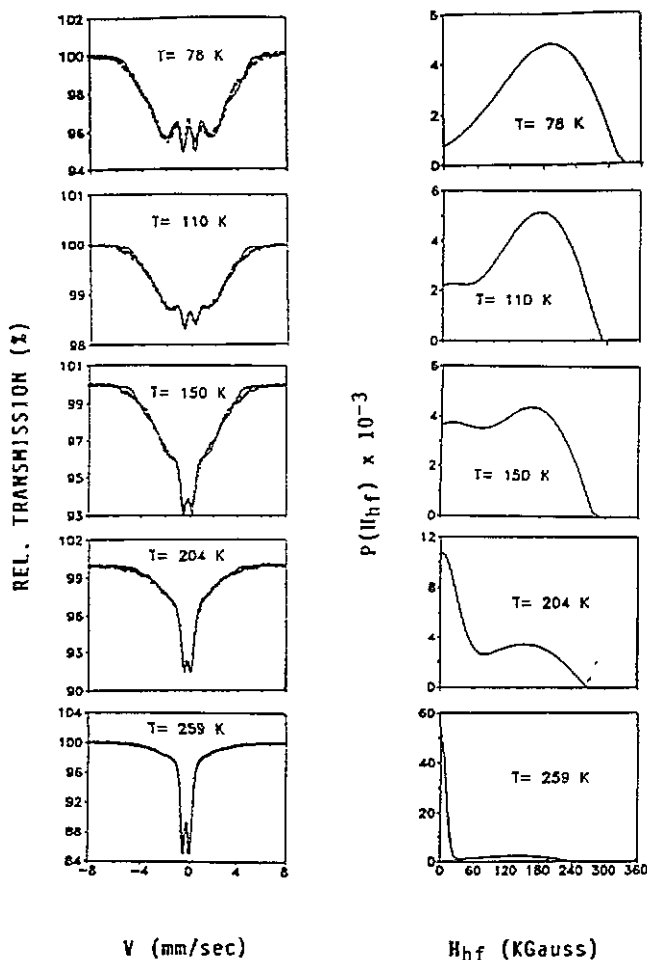 REL. TRANSMISSION (%)
102
100
98
96
94
T= 78 K
101
100
99
98
T= 110 K
101
99
97
95
93
T= 150 K
102
99
96
93
90
T= 204 K
104
100
96
92
88
84
T= 259 K
-8 -4 0 4 8
V (mm/sec)
P(Hhf) x 10⁻³
6
4
2
0
T= 78 K
6
4
2
0
T= 110 K
6
4
2
0
T= 150 K
12
8
4
0
T= 204 K
60
40
20
0
T= 259 K
0 60 120 180 240 300 360
Hhf (KGauss)